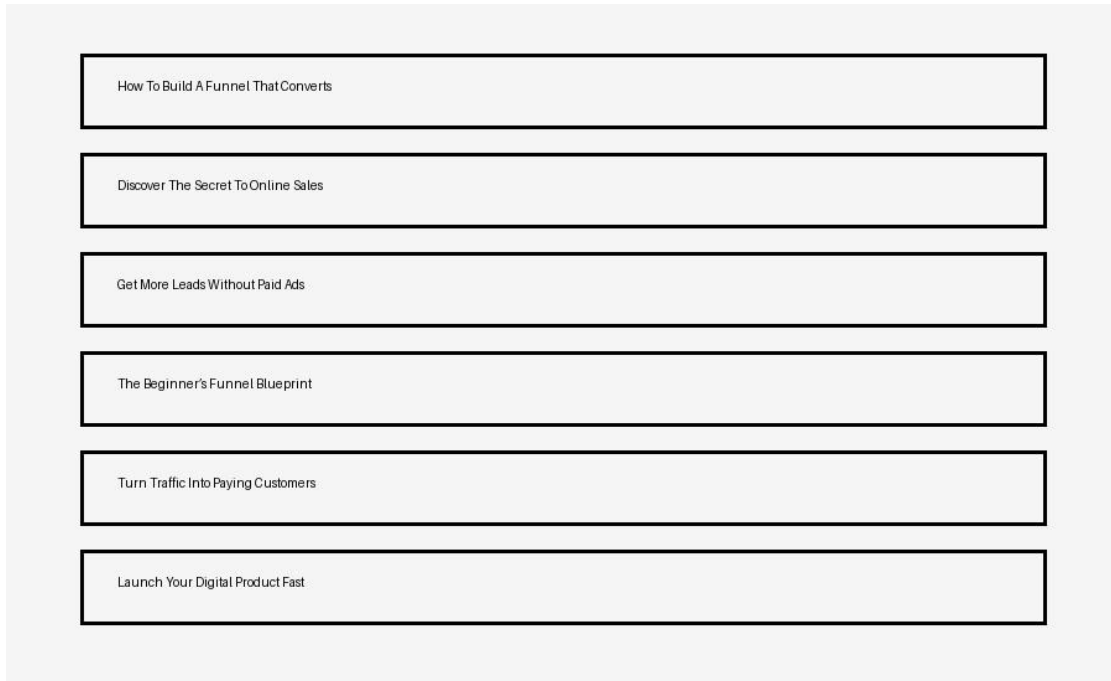 How To Build A Funnel That Converts
Discover The Secret To Online Sales
Get More Leads Without Paid Ads
The Beginner's Funnel Blueprint
Turn Traffic Into Paying Customers
Launch Your Digital Product Fast